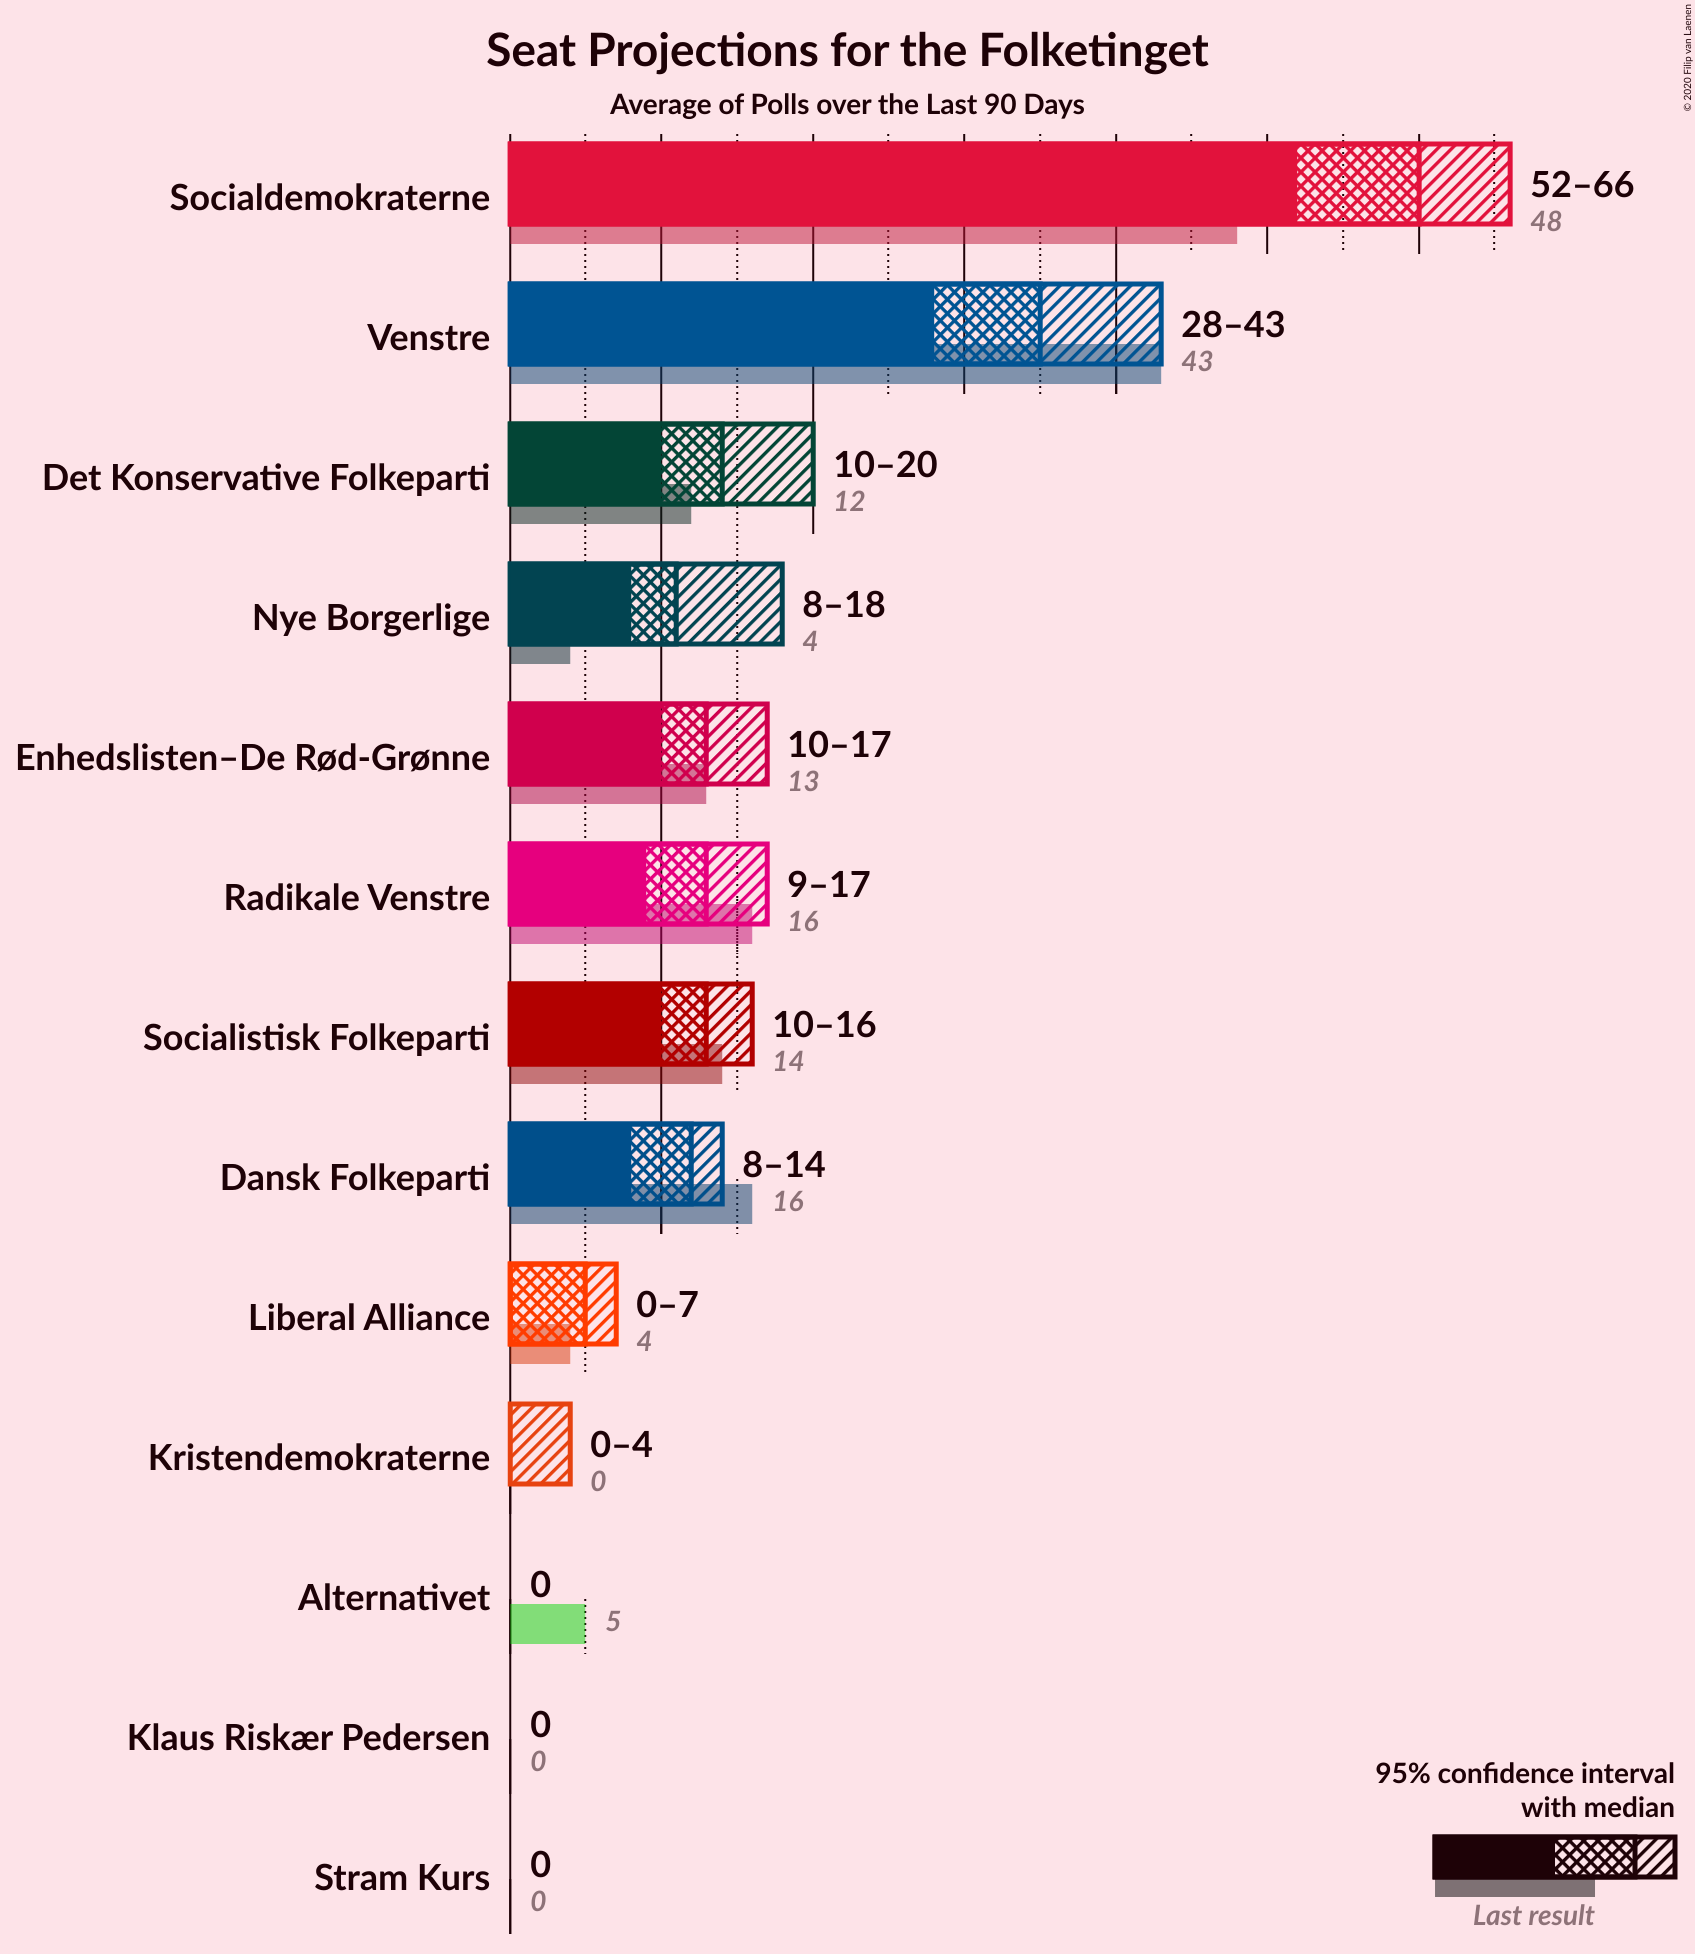 Seat Projections for the Folketinget
Average of Polls over the Last 90 Days
© 2020 Filip van Laenen
Socialdemokraterne
52–66
48
Venstre
28–43
43
Det Konservative Folkeparti
10–20
12
Nye Borgerlige
8–18
4
Enhedslisten–De Rød-Grønne
10–17
13
Radikale Venstre
9–17
16
Socialistisk Folkeparti
10–16
14
Dansk Folkeparti
8–14
16
Liberal Alliance
0–7
4
Kristendemokraterne
0–4
0
Alternativet
0
5
Klaus Riskær Pedersen
0
0
Stram Kurs
0
0
95% confidence interval
with median
Last result